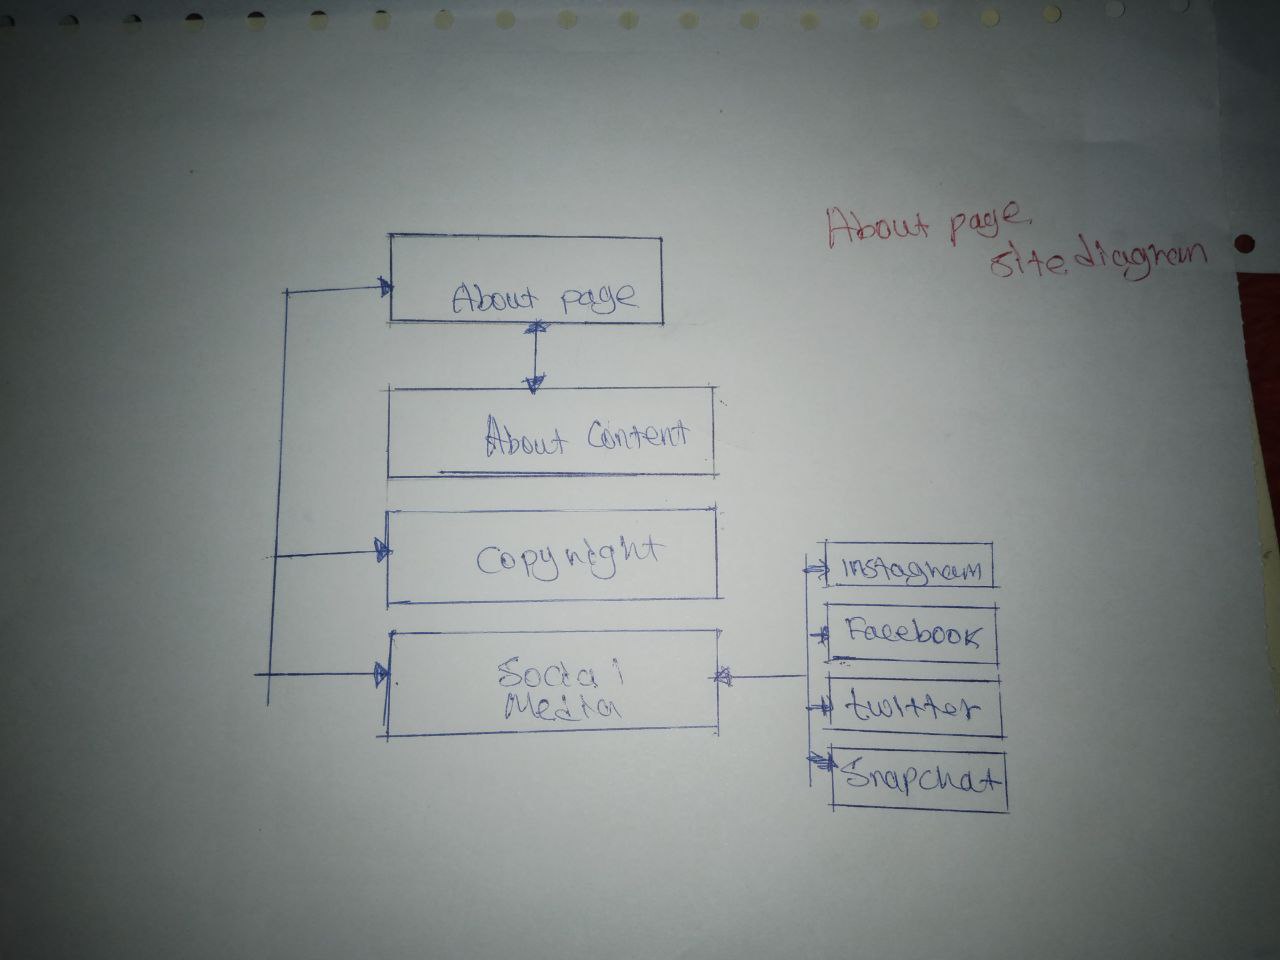 About page
site diagram
About page
About Content
Copyright
Social
Media
instagram
Facebook
twitter
Snapchat